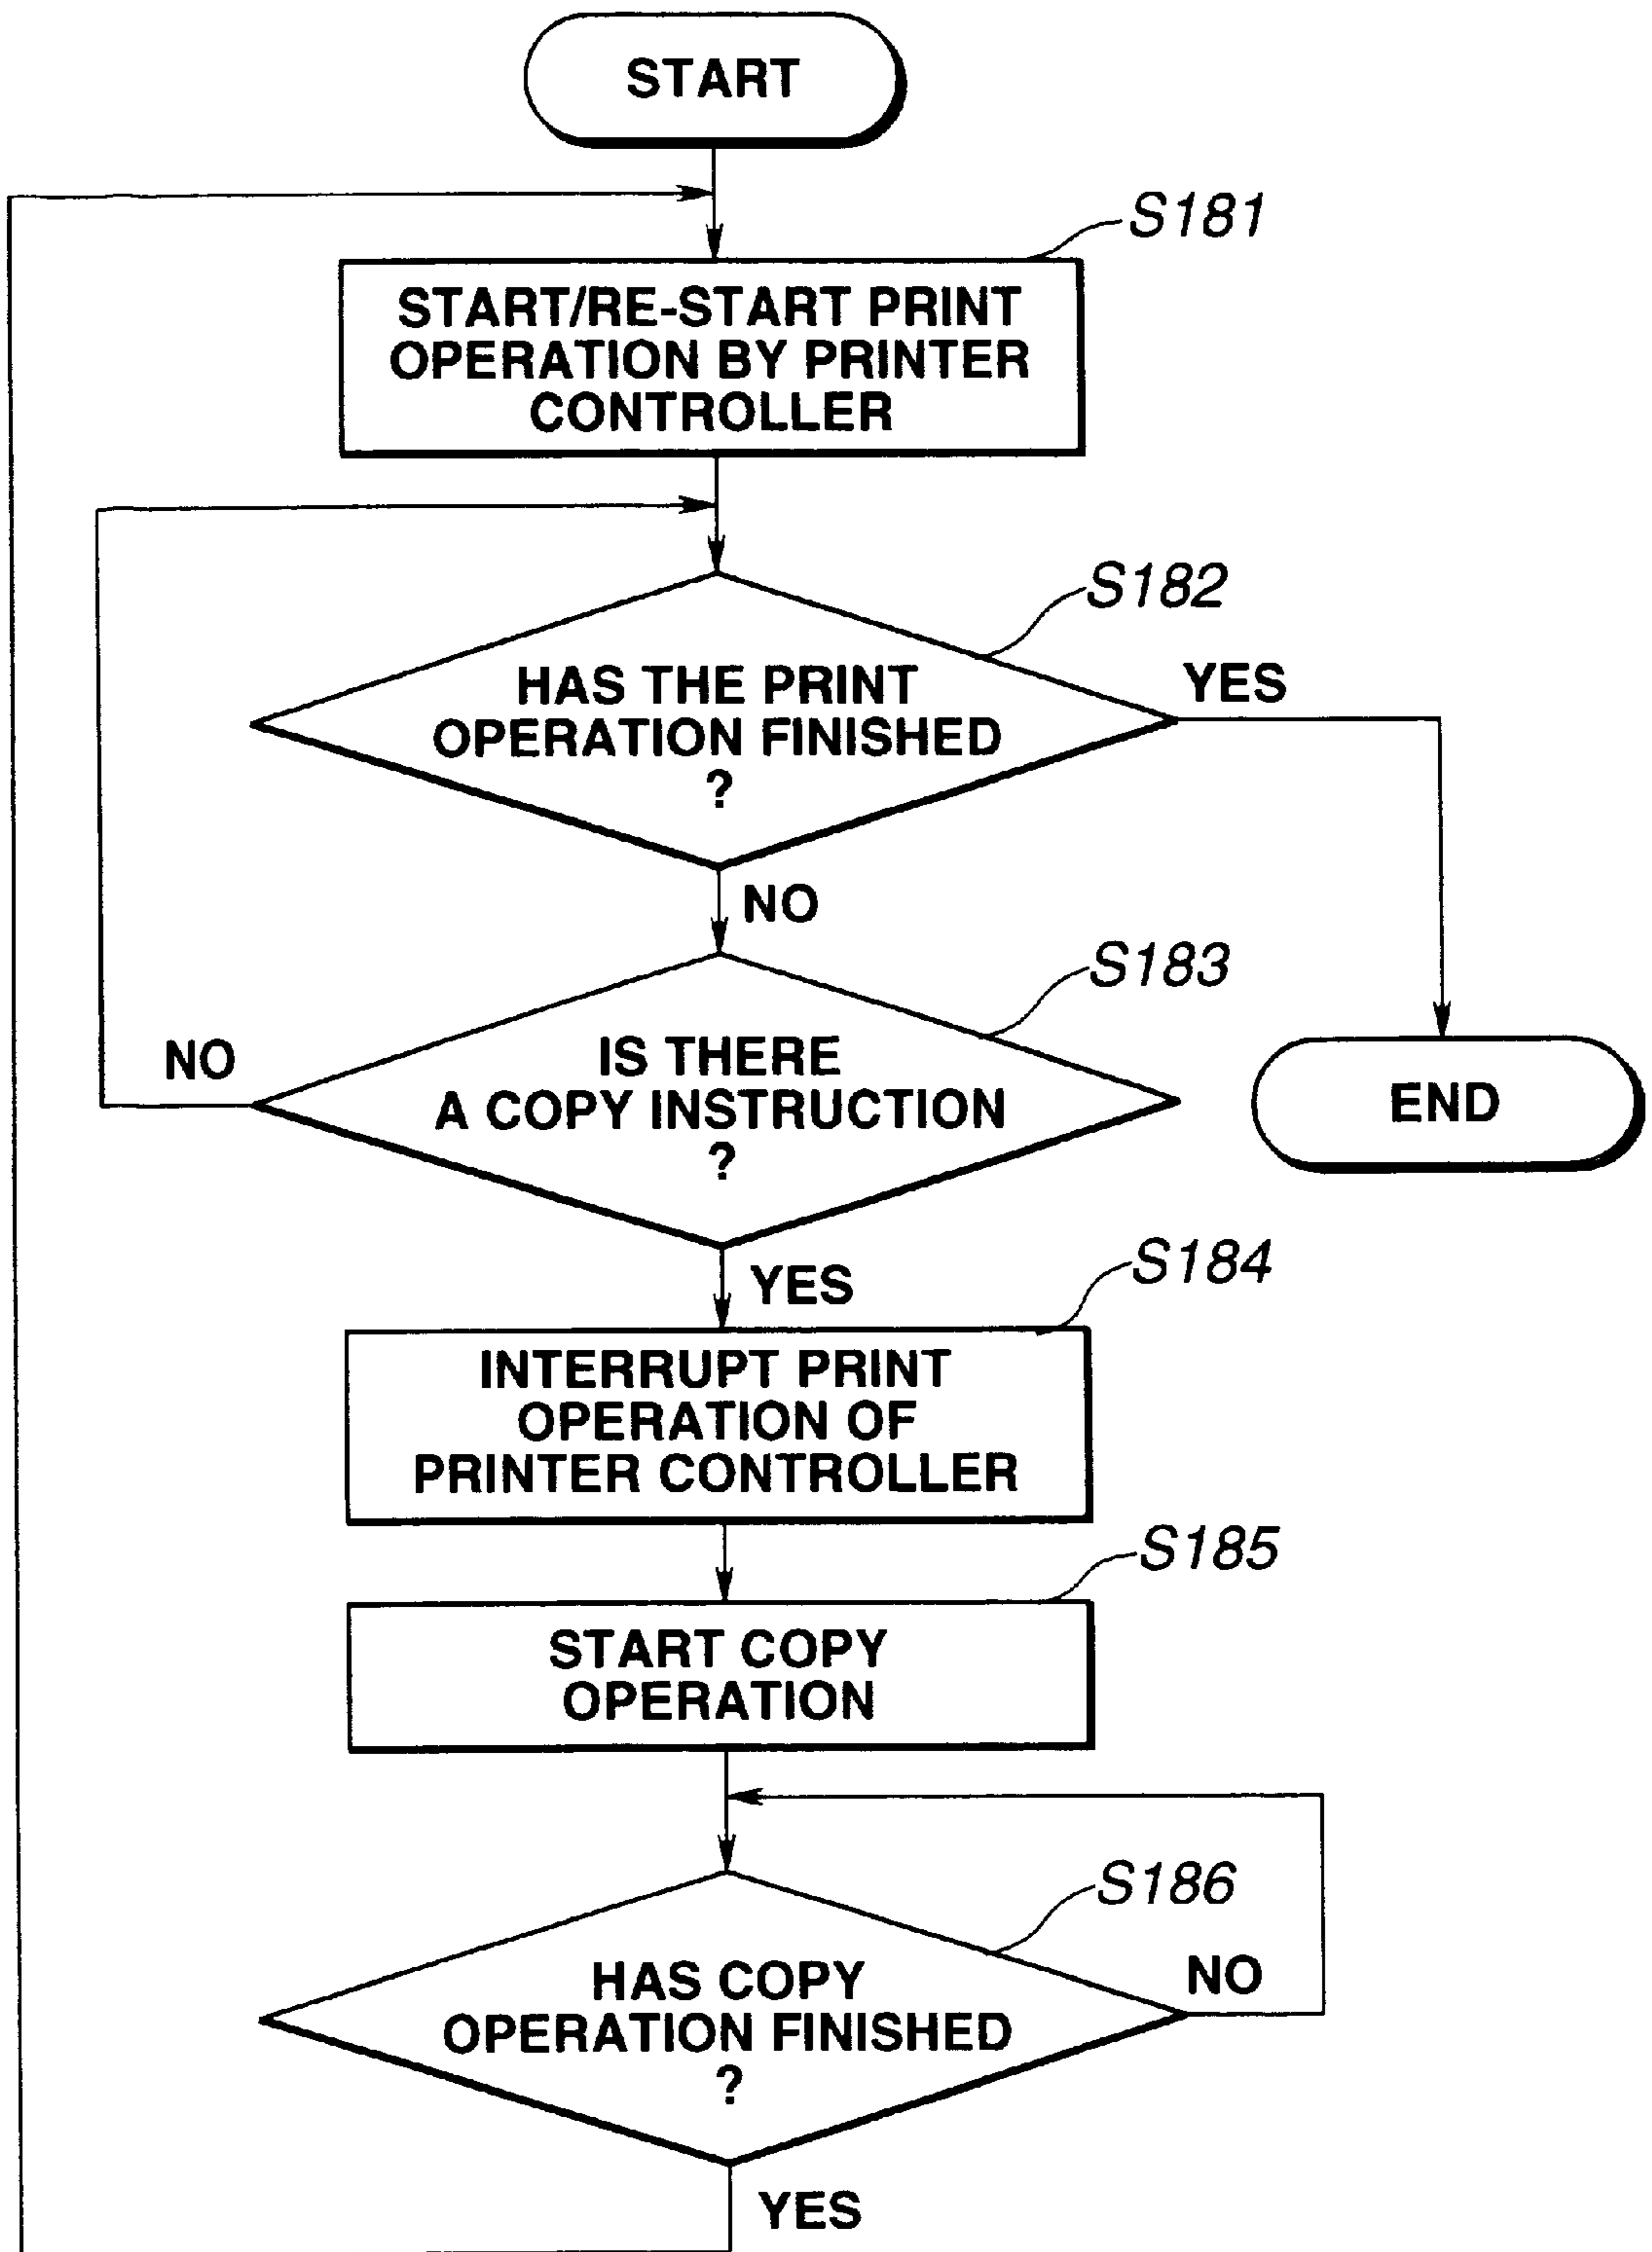 START
S181
START/RE-START PRINT
OPERATION BY PRINTER
CONTROLLER
S182
HAS THE PRINT
OPERATION FINISHED
?
YES
NO
S183
IS THERE
A COPY INSTRUCTION
?
NO
END
YES
S184
INTERRUPT PRINT
OPERATION OF
PRINTER CONTROLLER
S185
START COPY
OPERATION
S186
HAS COPY
OPERATION FINISHED
?
NO
YES